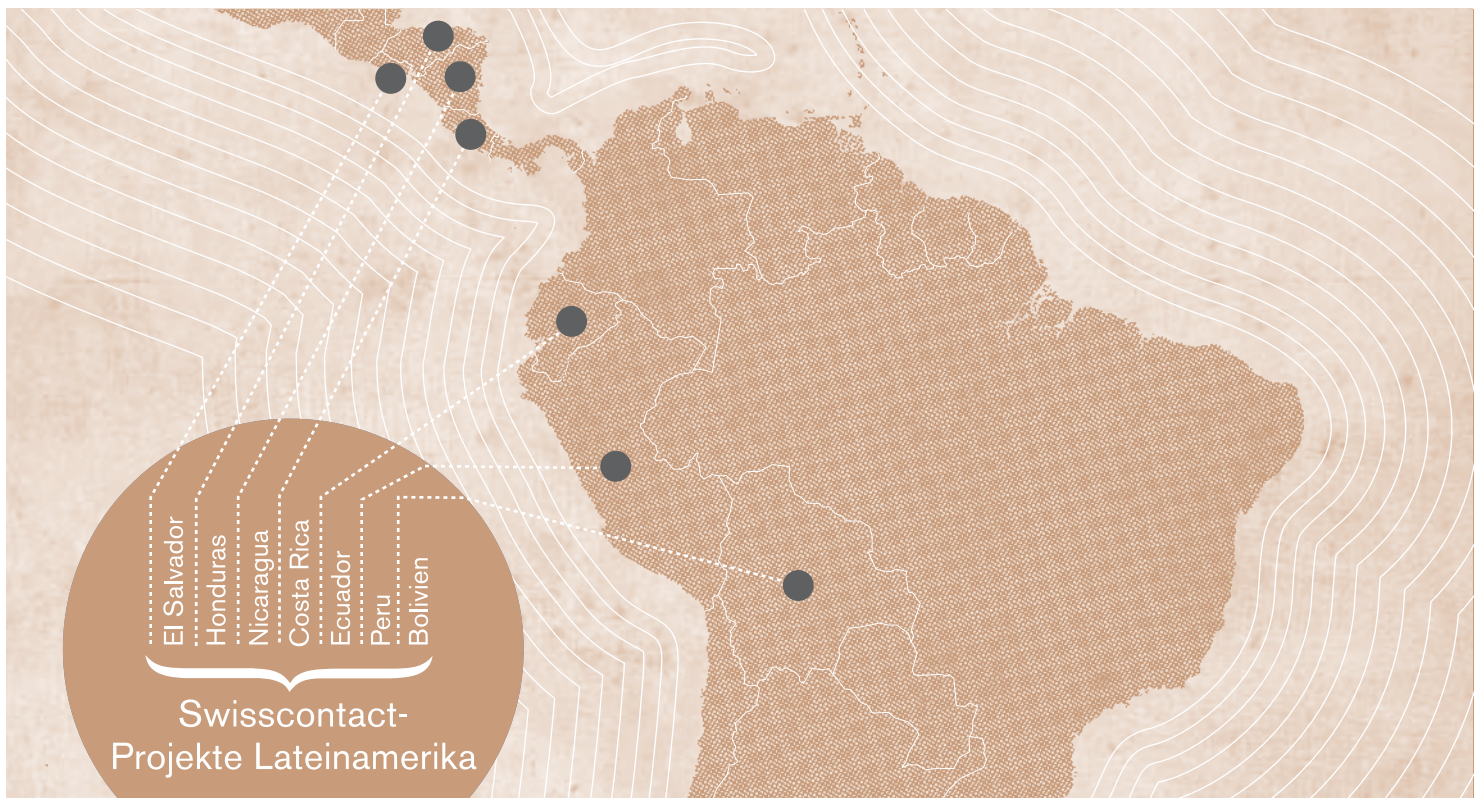 El Salvador
Honduras
Nicaragua
Costa Rica
Ecuador
Peru
Bolivien
Swisscontact-
Projekte Lateinamerika